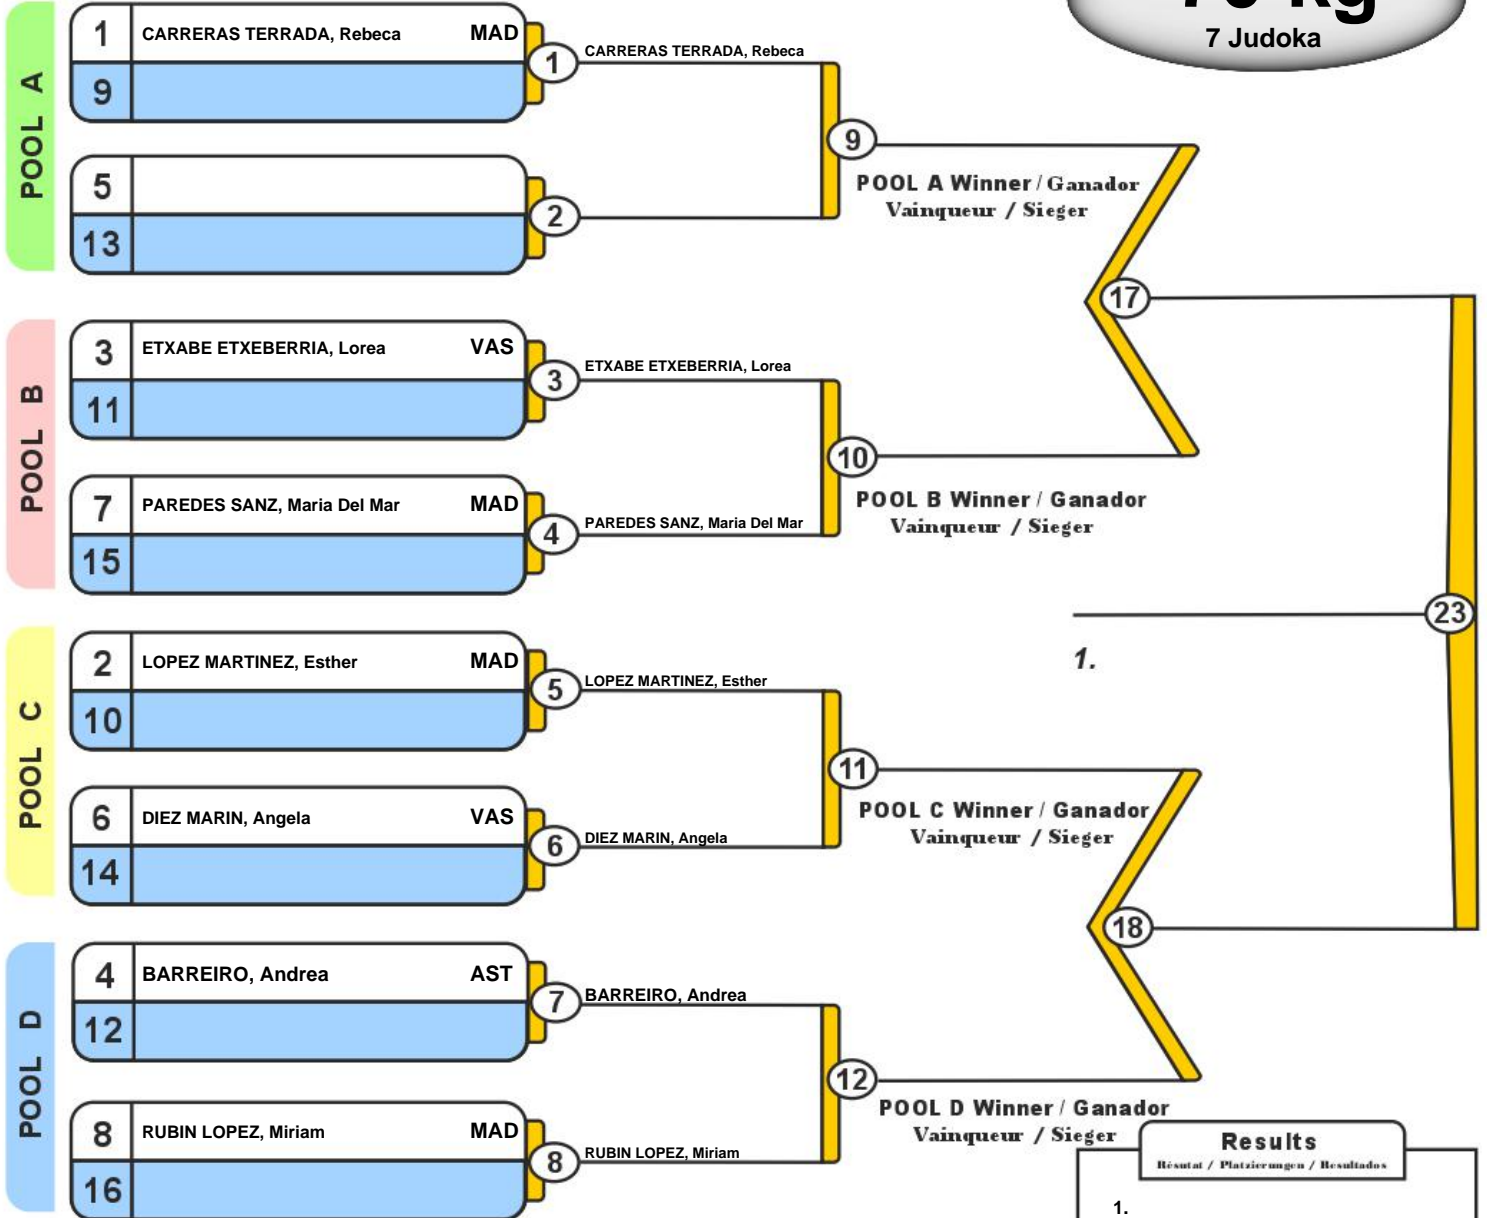 7 Judoka
POOL A
1 CARRERAS TERRADA, Rebeca MAD
9
1 CARRERAS TERRADA, Rebeca
5
13
2
9
POOL A Winner / Ganador
Vainqueur / Sieger
POOL B
3 ETXABE ETXEBERRIA, Lorea VAS
11
3 ETXABE ETXEBERRIA, Lorea
7 PAREDES SANZ, Maria Del Mar MAD
15
4 PAREDES SANZ, Maria Del Mar
10
POOL B Winner / Ganador
Vainqueur / Sieger
17
23
1.
POOL C
2 LOPEZ MARTINEZ, Esther MAD
10
5 LOPEZ MARTINEZ, Esther
6 DIEZ MARIN, Angela VAS
14
6 DIEZ MARIN, Angela
11
POOL C Winner / Ganador
Vainqueur / Sieger
18
POOL D
4 BARREIRO, Andrea AST
12
7 BARREIRO, Andrea
8 RUBIN LOPEZ, Miriam MAD
16
8 RUBIN LOPEZ, Miriam
12
POOL D Winner / Ganador
Vainqueur / Sieger
Results
Résutat / Platzierungen / Resultados
1.